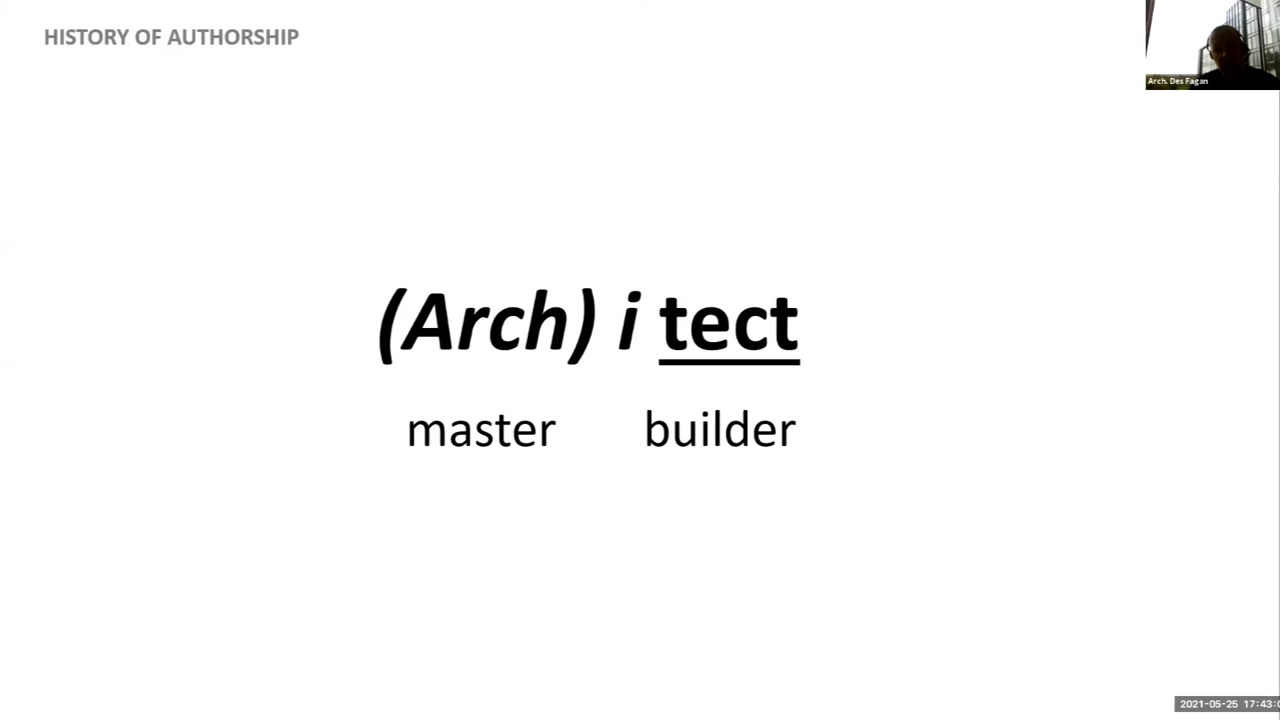 HISTORY OF AUTHORSHIP
Arch. Des Fagan
(Arch) i tect
master builder
2021-05-25 17:43: